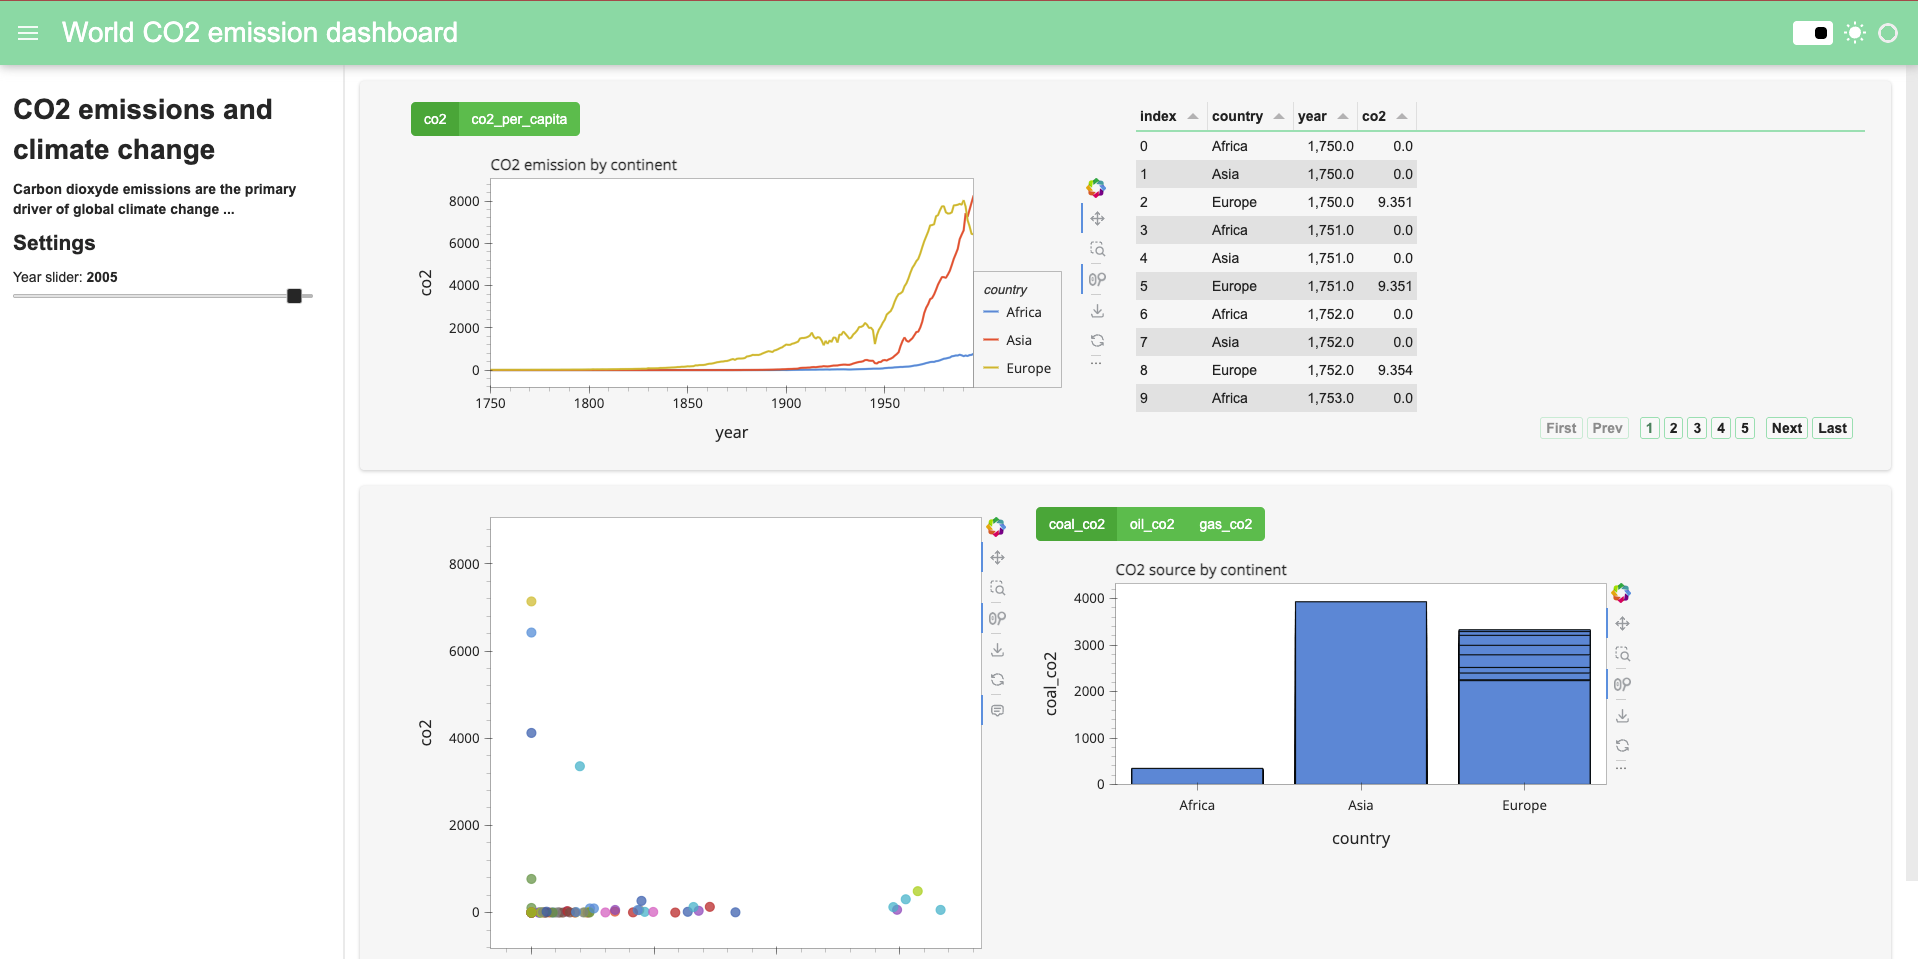 World CO2 emission dashboard
CO2 emissions and
climate change
Carbon dioxyde emissions are the primary
driver of global climate change ...
Settings
Year slider: 2005
co2 co2_per_capita
CO2 emission by continent
co2
8000
6000
4000
2000
0
1750 1800 1850 1900 1950
year
country
Africa
Asia
Europe
index country year co2
0 Africa 1,750.0 0.0
1 Asia 1,750.0 0.0
2 Europe 1,750.0 9.351
3 Africa 1,751.0 0.0
4 Asia 1,751.0 0.0
5 Europe 1,751.0 9.351
6 Africa 1,752.0 0.0
7 Asia 1,752.0 0.0
8 Europe 1,752.0 9.354
9 Africa 1,753.0 0.0
First Prev 1 2 3 4 5 Next Last
co2
8000
6000
4000
2000
0
coal_co2 oil_co2 gas_co2
CO2 source by continent
coal_co2
4000
3000
2000
1000
0
Africa Asia Europe
country